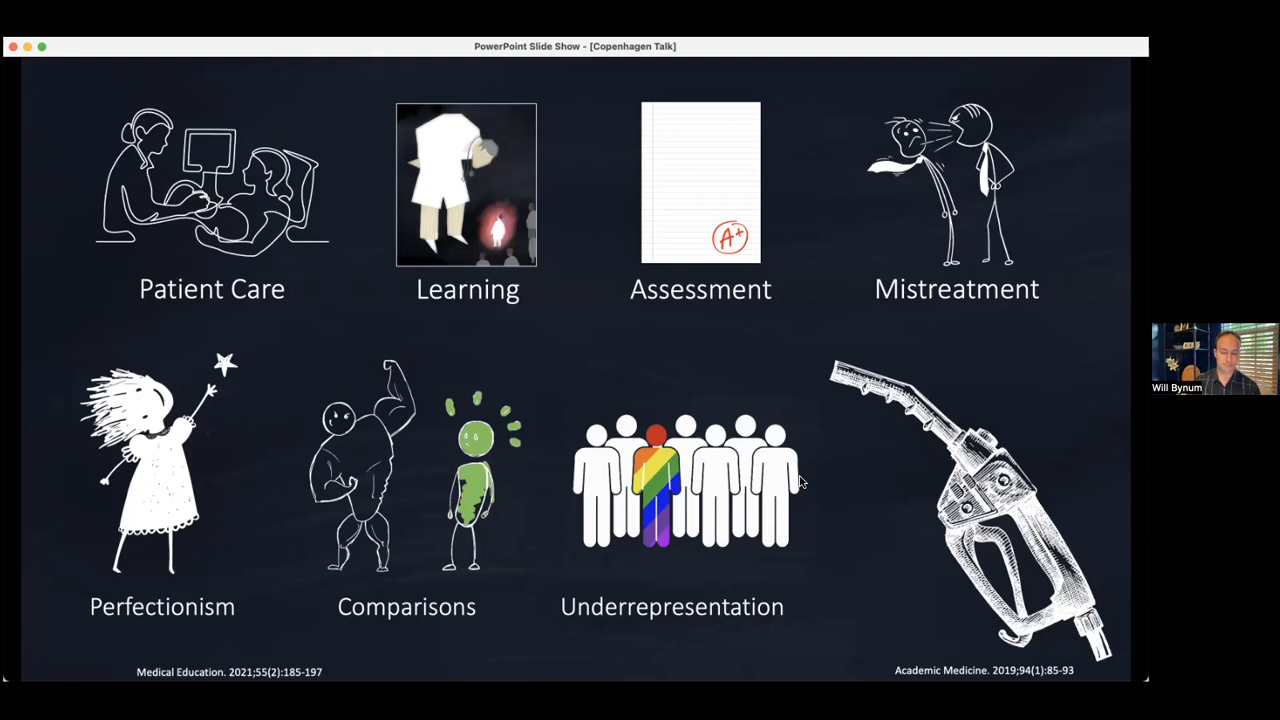 PowerPoint Slide Show - [Copenhagen Talk]
A+
Patient Care
Learning
Assessment
Mistreatment
Will Bynum
Perfectionism
Comparisons
Underrepresentation
Medical Education. 2021;55(2):185-197
Academic Medicine. 2019;94(1):85-93